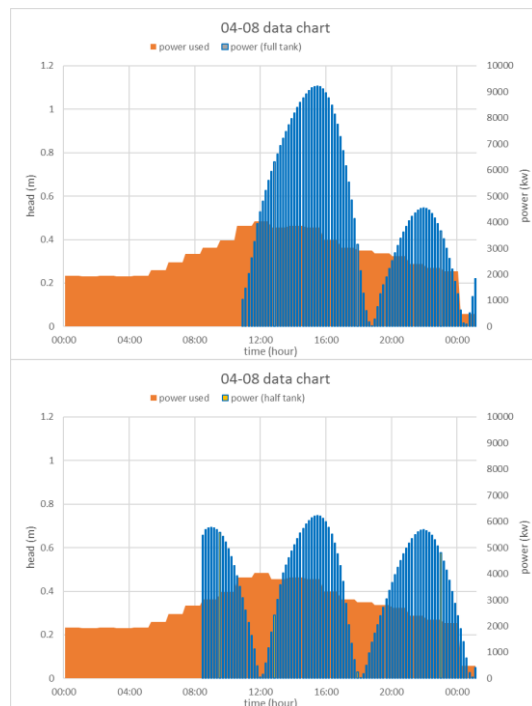 04-08 data chart
power used power (full tank)
1.2 10000
9000
1 8000
7000
0.8
6000
0.6 5000
4000
0.4
3000
0.2 2000
1000
0 0
head (m)
power (kw)
00:00 04:00 08:00 12:00 16:00 20:00 00:00
time (hour)
04-08 data chart
power used power (half tank)
1.2 10000
9000
1 8000
7000
0.8
6000
0.6 5000
4000
0.4
3000
0.2 2000
1000
0 0
head (m)
power (kw)
00:00 04:00 08:00 12:00 16:00 20:00 00:00
time (hour)